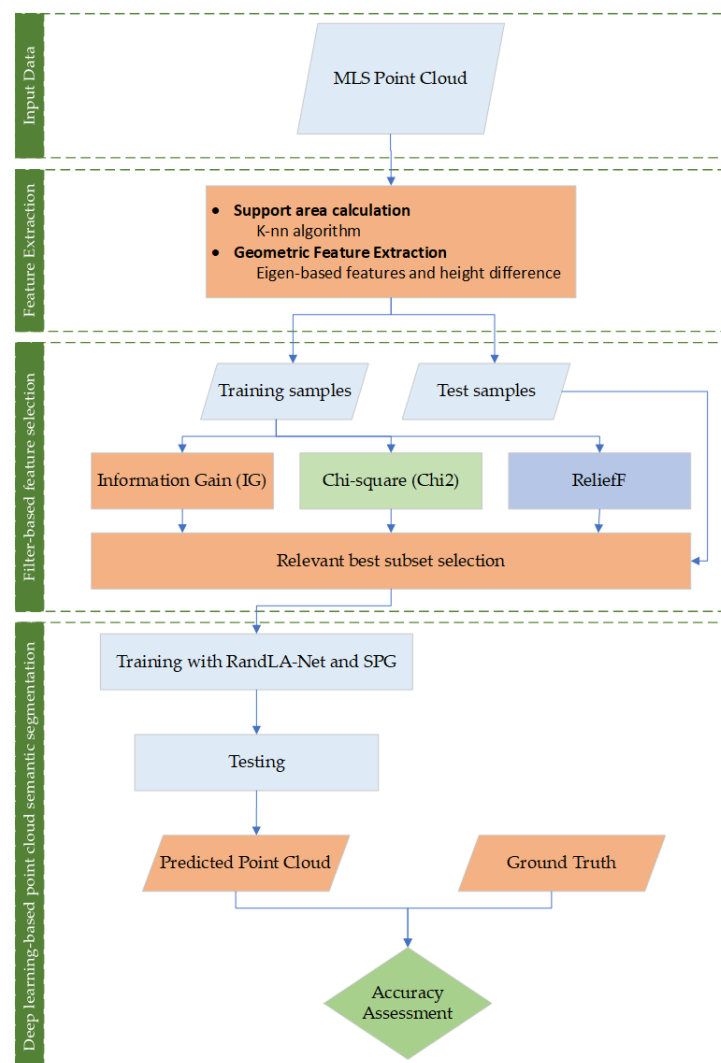 Input Data
MLS Point Cloud
Feature Extraction
• Support area calculation
K-nn algorithm
• Geometric Feature Extraction
Eigen-based features and height difference
Filter-based feature selection
Training samples
Test samples
Information Gain (IG)
Chi-square (Chi2)
ReliefF
Relevant best subset selection
Deep learning-based point cloud semantic segmentation
Training with RandLA-Net and SPG
Testing
Predicted Point Cloud
Ground Truth
Accuracy
Assessment